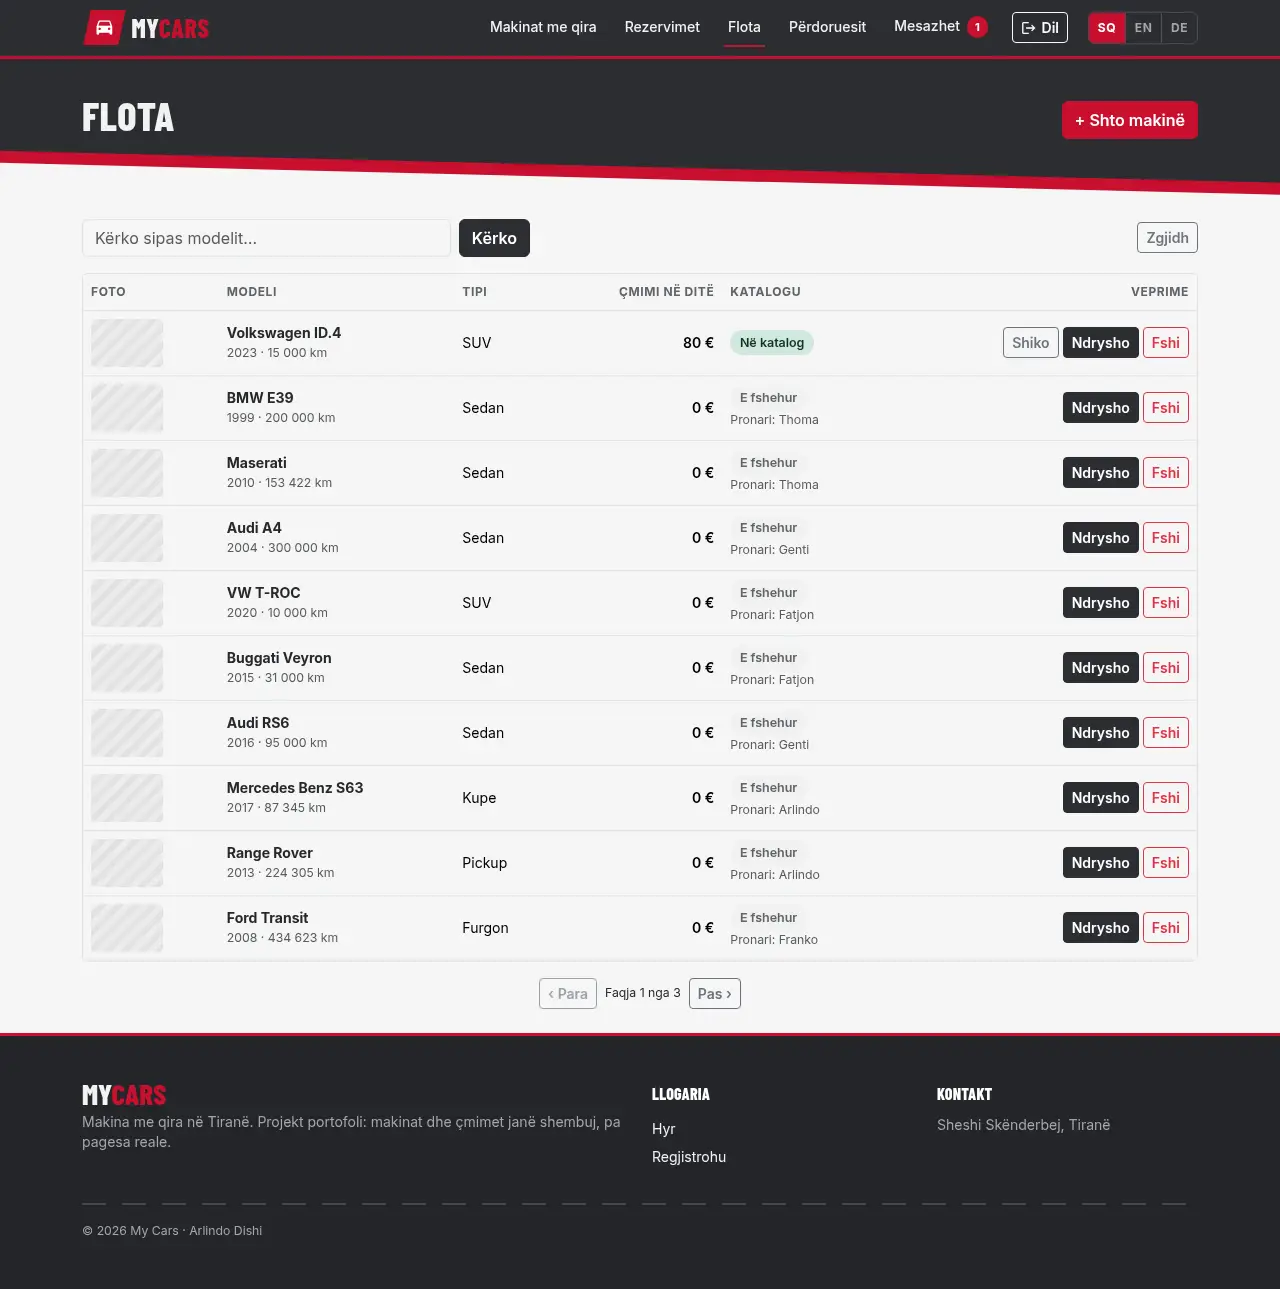 MYCARS
Makinat me qira
Rezervimet
Flota
Përdoruesit
Mesazhet 1
Dil
SQ EN DE
FLOTA
+ Shto makinë
Kërko sipas modelit...
Kërko
Zgjidh
FOTO MODELI TIPI ÇMIMI NË DITË KATALOGU VEPRIME
Volkswagen ID.4
2023 · 15 000 km
SUV
80 €
Në katalog
Shiko Ndrysho Fshi
BMW E39
1999 · 200 000 km
Sedan
0 €
E fshehur
Pronari: Thoma
Ndrysho Fshi
Maserati
2010 · 153 422 km
Sedan
0 €
E fshehur
Pronari: Thoma
Ndrysho Fshi
Audi A4
2004 · 300 000 km
Sedan
0 €
E fshehur
Pronari: Genti
Ndrysho Fshi
VW T-ROC
2020 · 10 000 km
SUV
0 €
E fshehur
Pronari: Fatjon
Ndrysho Fshi
Buggati Veyron
2015 · 31 000 km
Sedan
0 €
E fshehur
Pronari: Fatjon
Ndrysho Fshi
Audi RS6
2016 · 95 000 km
Sedan
0 €
E fshehur
Pronari: Genti
Ndrysho Fshi
Mercedes Benz S63
2017 · 87 345 km
Kupe
0 €
E fshehur
Pronari: Arlindo
Ndrysho Fshi
Range Rover
2013 · 224 305 km
Pickup
0 €
E fshehur
Pronari: Arlindo
Ndrysho Fshi
Ford Transit
2008 · 434 623 km
Furgon
0 €
E fshehur
Pronari: Franko
Ndrysho Fshi
‹ Para Faqja 1 nga 3 Pas ›
MYCARS
Makina me qira në Tiranë. Projekt portofoli: makinat dhe çmimet janë shembuj, pa
pagesa reale.
LLOGARIA
Hyr
Regjistrohu
KONTAKT
Sheshi Skënderbej, Tiranë
© 2026 My Cars · Arlindo Dishi